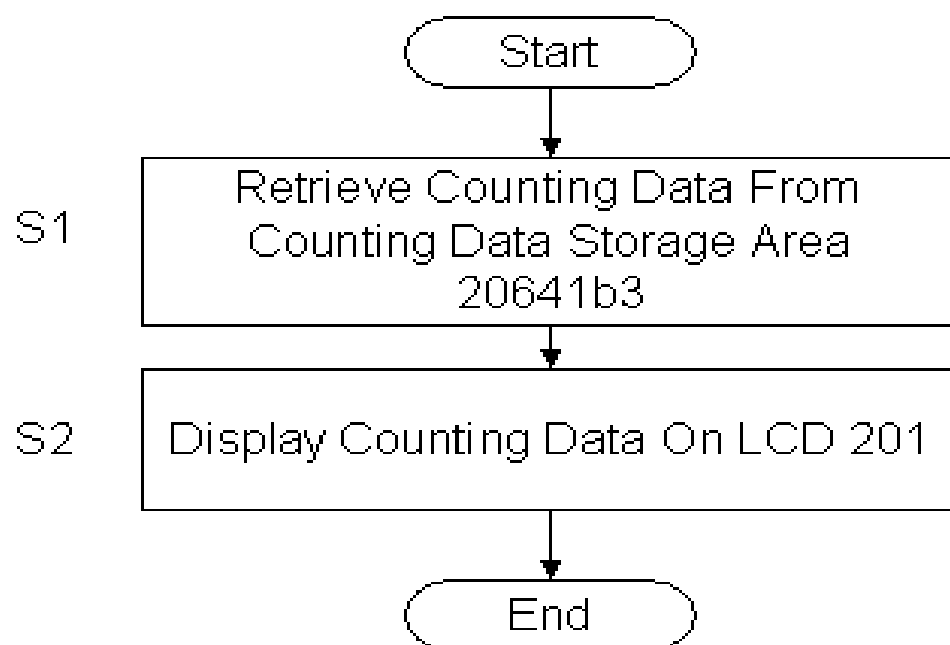 Start
S1
Retrieve Counting Data From
Counting Data Storage Area
20641b3
S2
Display Counting Data On LCD 201
End